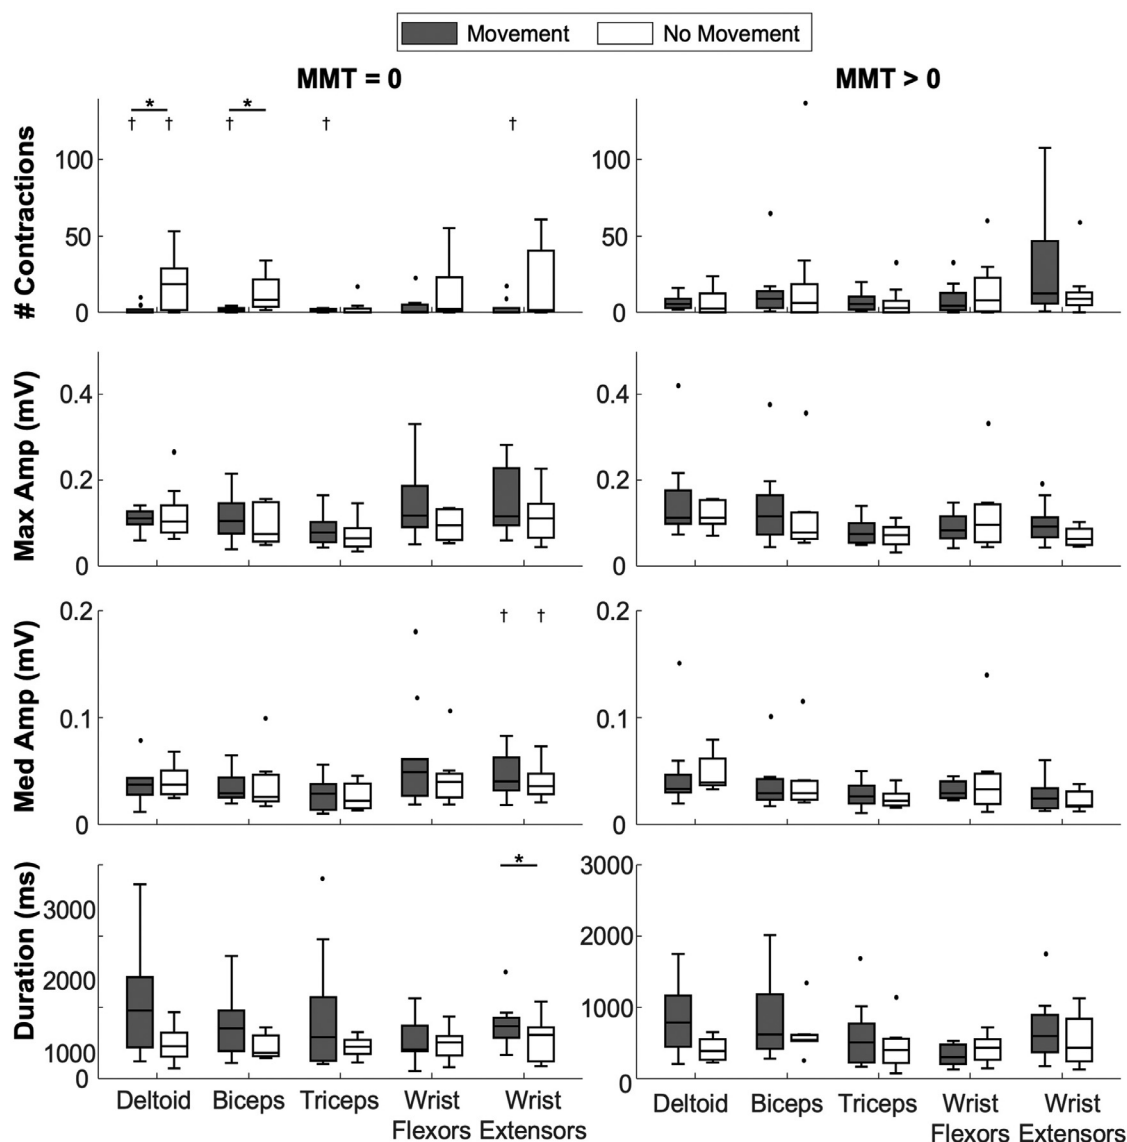 Movement No Movement
MMT = 0 MMT > 0
# Contractions
* *
† † † † †
100 100
50 50
0 0
Max Amp (mV)
0.4 0.4
0.2 0.2
0 0
Med Amp (mV)
0.2 0.2
† †
0.1 0.1
0 0
Duration (ms)
*
3000 3000
2000 2000
1000 1000
0 0
Deltoid Biceps Triceps Wrist Wrist Deltoid Biceps Triceps Wrist Wrist
Flexors Extensors Flexors Extensors